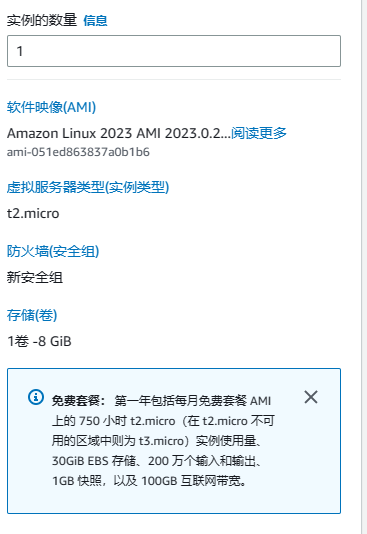 实例的数量 信息
1
软件映像(AMI)
Amazon Linux 2023 AMI 2023.0.2...阅读更多
ami-051ed863837a0b1b6
虚拟服务器类型(实例类型)
t2.micro
防火墙(安全组)
新安全组
存储(卷)
1卷 -8 GiB
免费套餐： 第一年包括每月免费套餐 AMI
上的 750 小时 t2.micro（在 t2.micro 不可
用的区域中则为 t3.micro）实例使用量、
30GiB EBS 存储、200 万个输入和输出、
1GB 快照，以及 100GB 互联网带宽。